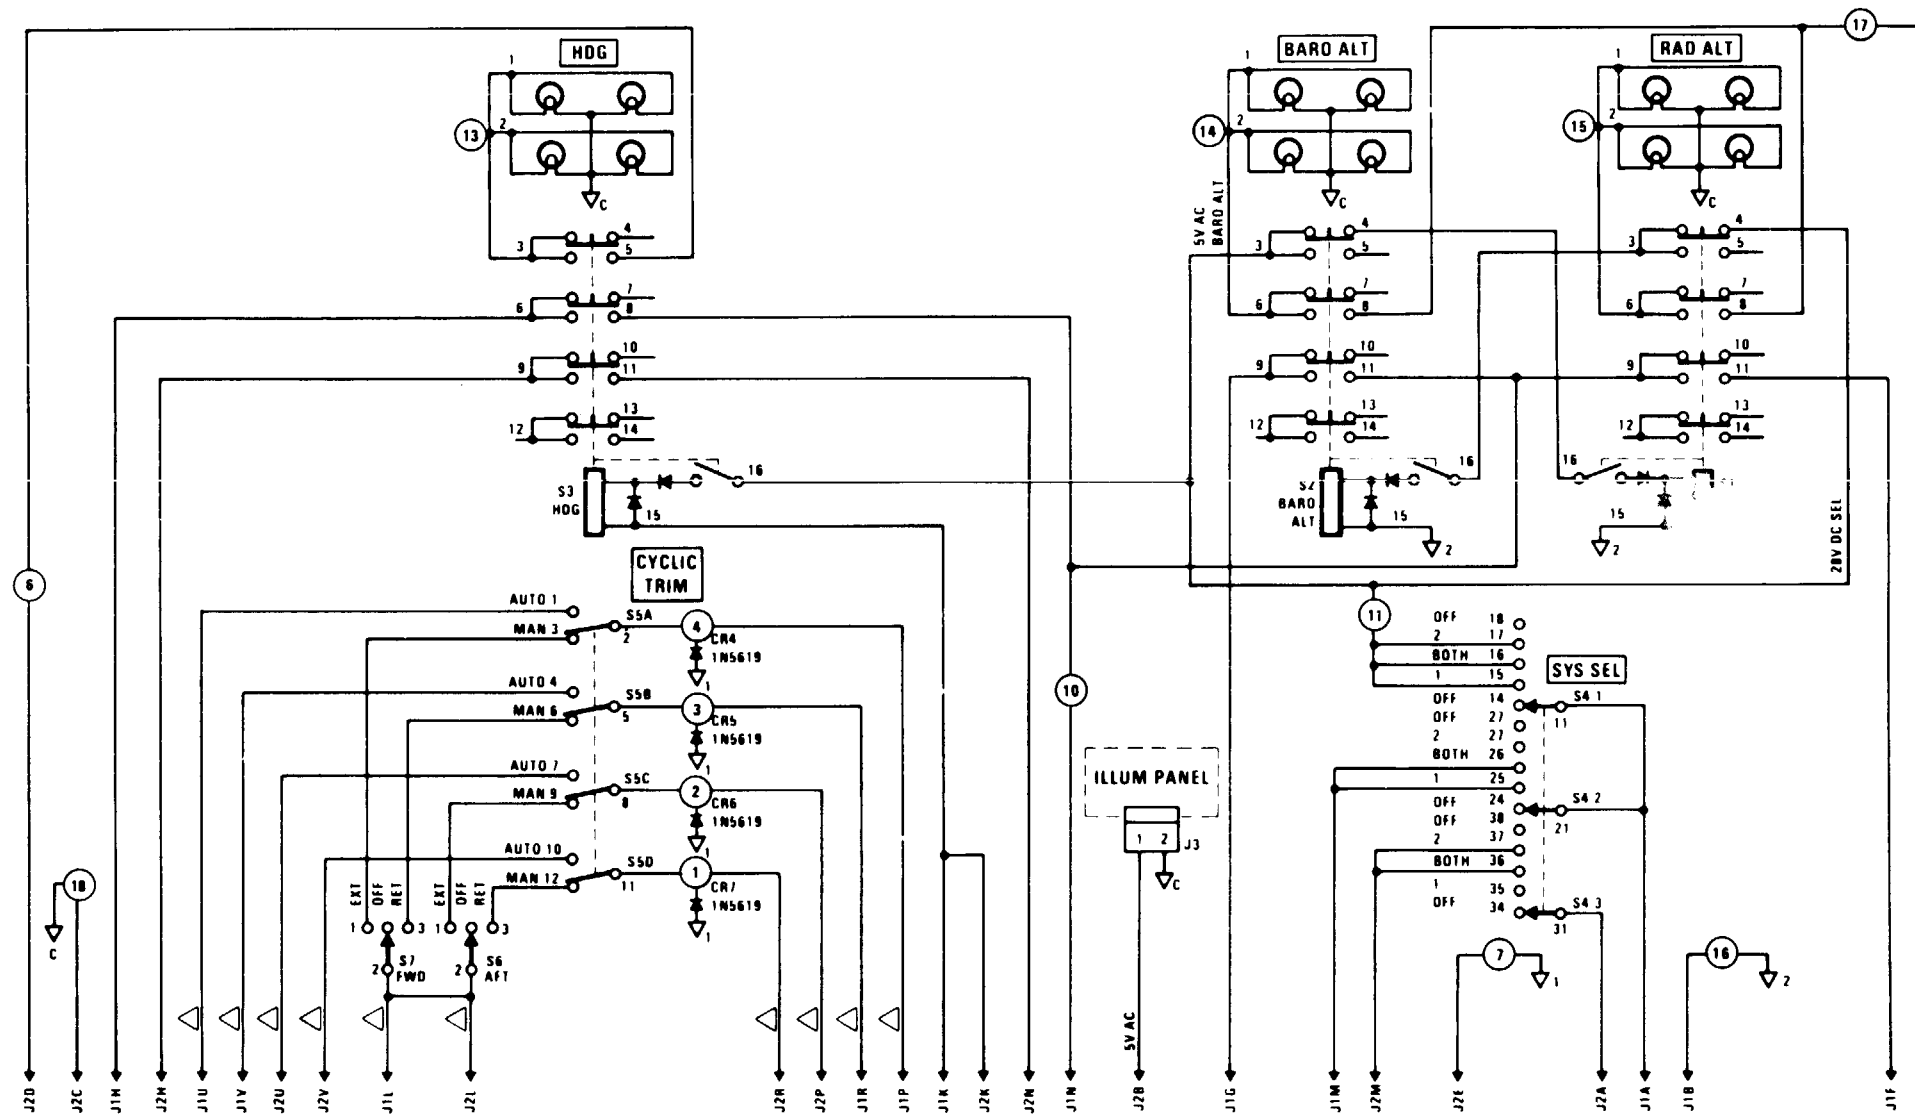 17
HDG
BARO ALT
RAD ALT
1
1
1
13
2
14
2
15
2
C
C
C
5V AC
BARO ALT
3
4
5
3
4
5
3
4
5
6
7
8
6
7
8
6
7
8
9
10
11
9
10
11
9
10
11
12
13
14
12
13
14
12
13
14
16
16
16
S3
HDG
15
S2
BARO
ALT
15
2
15
2
28V DC SEL
CYCLIC
TRIM
6
AUTO 1
MAN 3
S5A
2
4
CR4
1N5619
1
AUTO 4
MAN 6
S5B
5
3
CR5
1N5619
1
AUTO 7
MAN 9
S5C
8
2
CR6
1N5619
1
AUTO 10
MAN 12
S5D
11
1
CR7
1N5619
1
10
11
OFF 18
2 17
BOTH 16
1 15
OFF 14
OFF 27
2 27
BOTH 26
1 25
OFF 24
OFF 38
2 37
BOTH 36
1 35
OFF 34
SYS SEL
S4 1
11
S4 2
21
S4 3
31
ILLUM PANEL
1 2
J3
C
18
C
EXT
OFF
RET
EXT
OFF
RET
1 3
1 3
2
S7
FWD
2
S6
AFT
7
1
16
2
5V AC
J2D
J2C
J1H
J2H
J1U
J1V
J2U
J2V
J1L
J2L
J2R
J2P
J1R
J1P
J1K
J2K
J2N
J1N
J2B
J1G
J1M
J2M
J2E
J2A
J1A
J1B
J1F